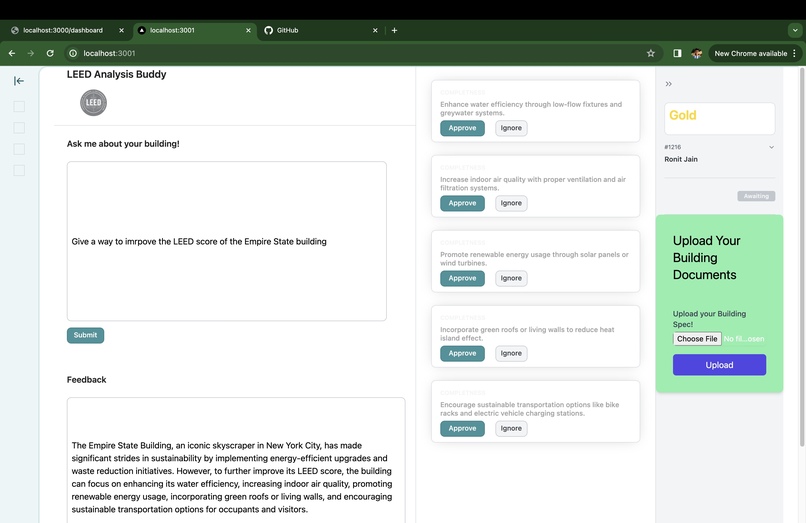 localhost:3000/dashboard
localhost:3001
GitHub
localhost:3001
New Chrome available
LEED Analysis Buddy
LEED
Ask me about your building!
Give a way to imrpove the LEED score of the Empire State building
Submit
Feedback
The Empire State Building, an iconic skyscraper in New York City, has made
significant strides in sustainability by implementing energy-efficient upgrades and
waste reduction initiatives. However, to further improve its LEED score, the building
can focus on enhancing its water efficiency, increasing indoor air quality, promoting
renewable energy usage, incorporating green roofs or living walls, and encouraging
sustainable transportation options for occupants and visitors.
Enhance water efficiency through low-flow fixtures and
greywater systems.
Approve
Ignore
Increase indoor air quality with proper ventilation and air
filtration systems.
Approve
Ignore
Promote renewable energy usage through solar panels or
wind turbines.
Approve
Ignore
Incorporate green roofs or living walls to reduce heat
island effect.
Approve
Ignore
Encourage sustainable transportation options like bike
racks and electric vehicle charging stations.
Approve
Ignore
Gold
#1216
Ronit Jain
Awaiting
Upload Your
Building
Documents
Upload your Building
Spec!
Choose File
No fil...osen
Upload